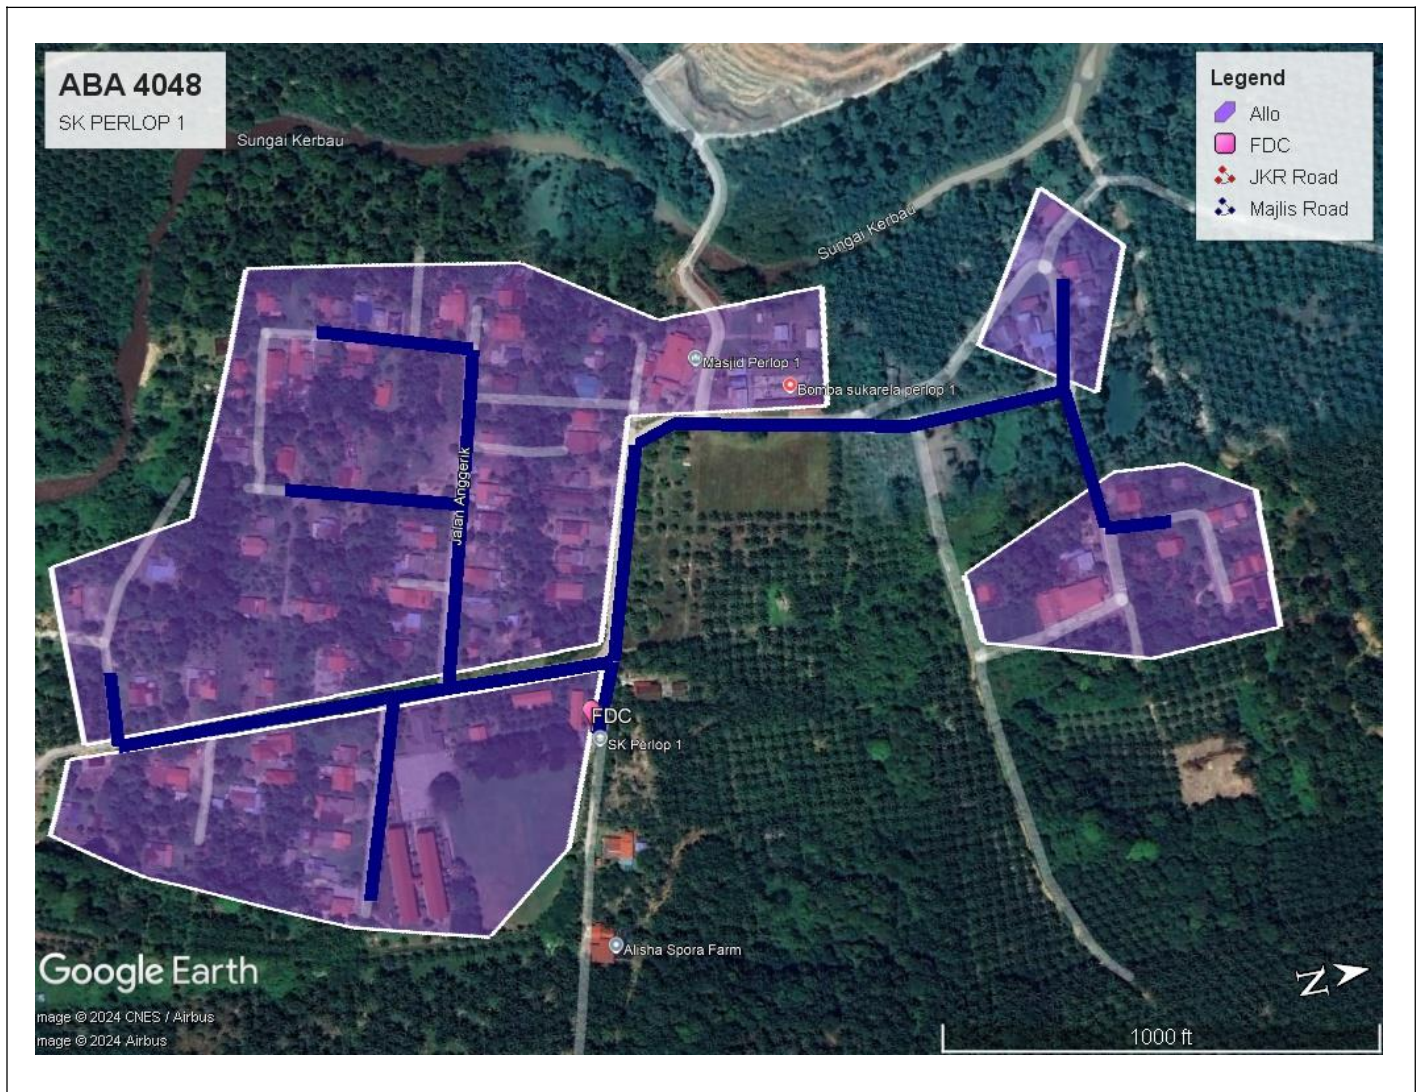 ABA 4048
SK PERLOP 1
Legend
Allo
FDC
JKR Road
Majlis Road
Sungai Kerbau
Sungai Kerbau
Masjid Perlop 1
Bomba sukarela perlop 1
Jalan Anggerik
FDC
SK Perlop 1
Alisha Spora Farm
Google Earth
mage © 2024 CNES / Airbus
mage © 2024 Airbus
N
1000 ft